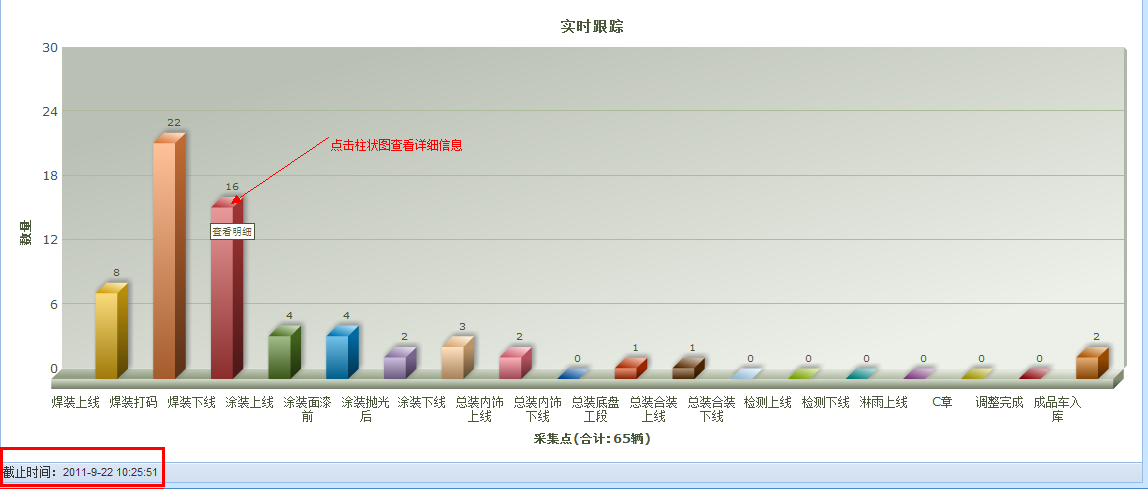 实时跟踪
30
24
18
12
6
0
数量
8
22
16
4
4
2
3
2
0
1
1
0
0
0
0
0
0
2
点击柱状图查看详细信息
查看明细
焊装上线
焊装打码
焊装下线
涂装上线
涂装面漆
前
涂装抛光
后
涂装下线
总装内饰
上线
总装内饰
下线
总装底盘
工段
总装合装
上线
总装合装
下线
检测上线
检测下线
淋雨上线
C章
调整完成
成品车入
库
采集点(合计:65辆)
截止时间：2011-9-22 10:25:51